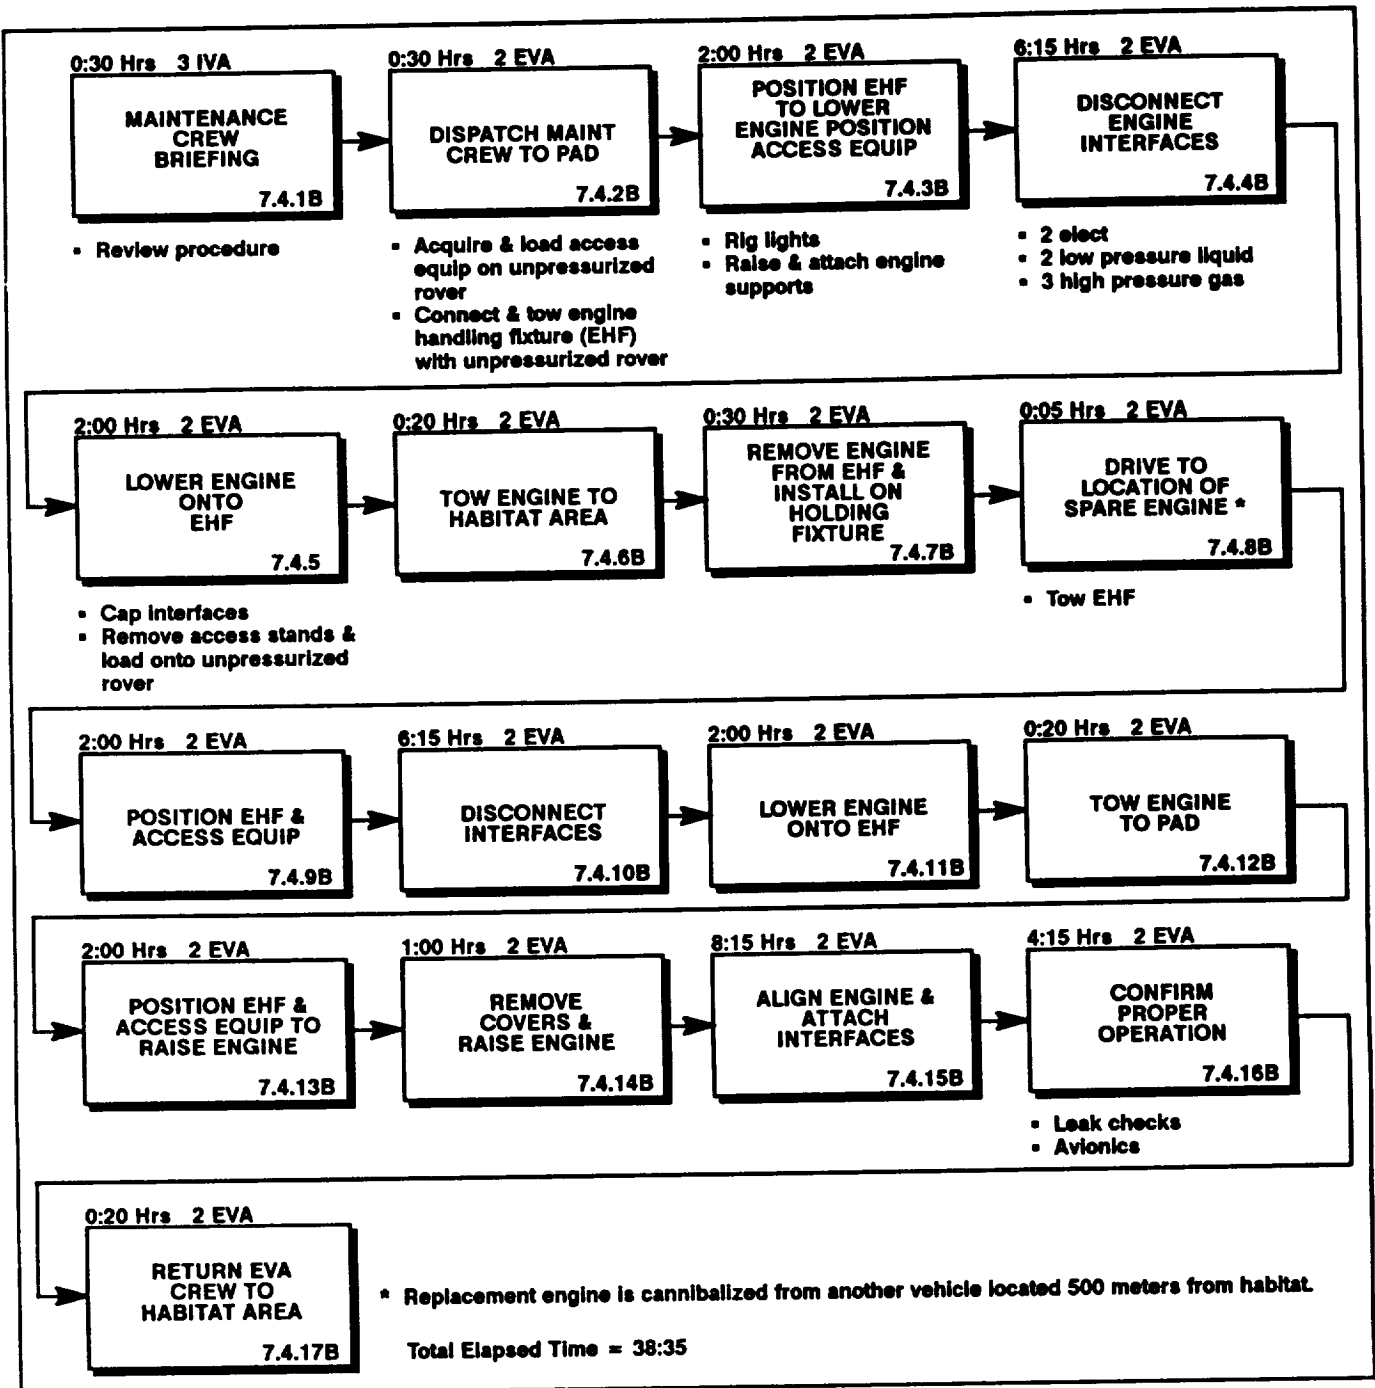 0:30 Hrs 3 IVA
MAINTENANCE
CREW
BRIEFING
7.4.1B
▪ Review procedure
0:30 Hrs 2 EVA
DISPATCH MAINT
CREW TO PAD
7.4.2B
▪ Acquire & load access
equip on unpressurized
rover
▪ Connect & tow engine
handling fixture (EHF)
with unpressurized rover
2:00 Hrs 2 EVA
POSITION EHF
TO LOWER
ENGINE POSITION
ACCESS EQUIP
7.4.3B
▪ Rig lights
▪ Raise & attach engine
supports
6:15 Hrs 2 EVA
DISCONNECT
ENGINE
INTERFACES
7.4.4B
▪ 2 elect
▪ 2 low pressure liquid
▪ 3 high pressure gas
2:00 Hrs 2 EVA
LOWER ENGINE
ONTO
EHF
7.4.5
▪ Cap interfaces
▪ Remove access stands &
load onto unpressurized
rover
0:20 Hrs 2 EVA
TOW ENGINE TO
HABITAT AREA
7.4.6B
0:30 Hrs 2 EVA
REMOVE ENGINE
FROM EHF &
INSTALL ON
HOLDING
FIXTURE
7.4.7B
0:05 Hrs 2 EVA
DRIVE TO
LOCATION OF
SPARE ENGINE *
7.4.8B
▪ Tow EHF
2:00 Hrs 2 EVA
POSITION EHF &
ACCESS EQUIP
7.4.9B
6:15 Hrs 2 EVA
DISCONNECT
INTERFACES
7.4.10B
2:00 Hrs 2 EVA
LOWER ENGINE
ONTO EHF
7.4.11B
0:20 Hrs 2 EVA
TOW ENGINE
TO PAD
7.4.12B
2:00 Hrs 2 EVA
POSITION EHF &
ACCESS EQUIP TO
RAISE ENGINE
7.4.13B
1:00 Hrs 2 EVA
REMOVE
COVERS &
RAISE ENGINE
7.4.14B
8:15 Hrs 2 EVA
ALIGN ENGINE &
ATTACH
INTERFACES
7.4.15B
4:15 Hrs 2 EVA
CONFIRM
PROPER
OPERATION
7.4.16B
▪ Leak checks
▪ Avionics
0:20 Hrs 2 EVA
RETURN EVA
CREW TO
HABITAT AREA
7.4.17B
* Replacement engine is cannibalized from another vehicle located 500 meters from habitat.
Total Elapsed Time = 38:35